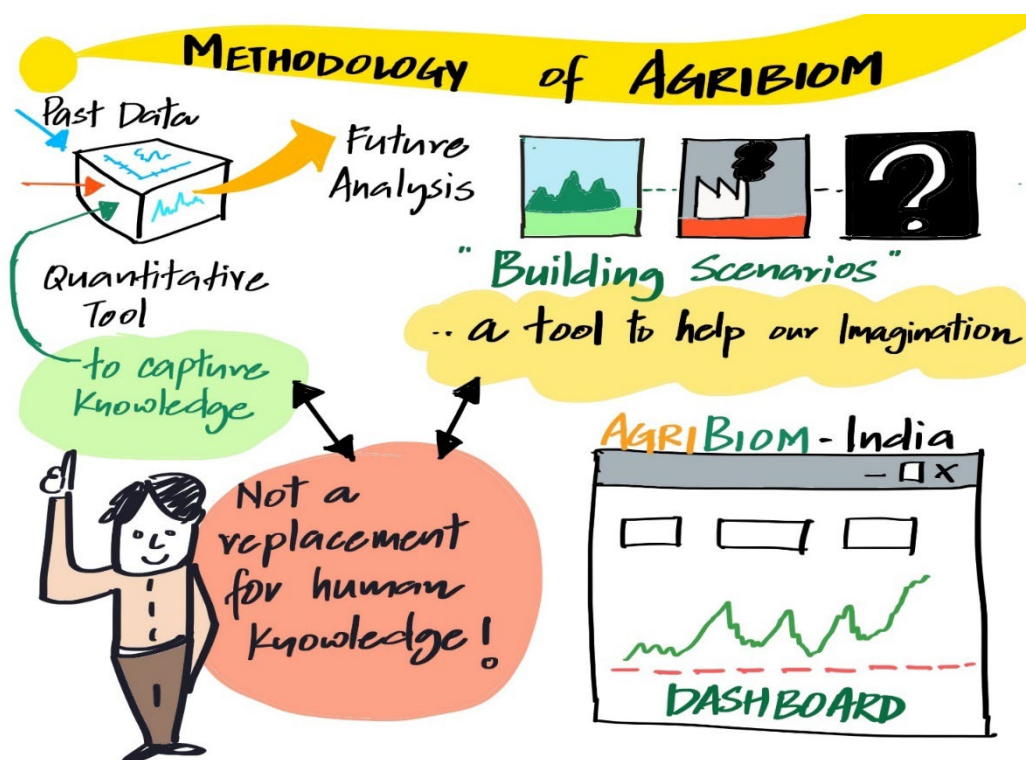 METHODOLOGY of AGRIBIOM
Past Data
Future
Analysis
Quantitative
Tool
to capture
Knowledge
?
"Building Scenarios"
.. a tool to help our Imagination
Not a
replacement
for human
Knowledge!
AGRIBIOM - India
- X
DASHBOARD